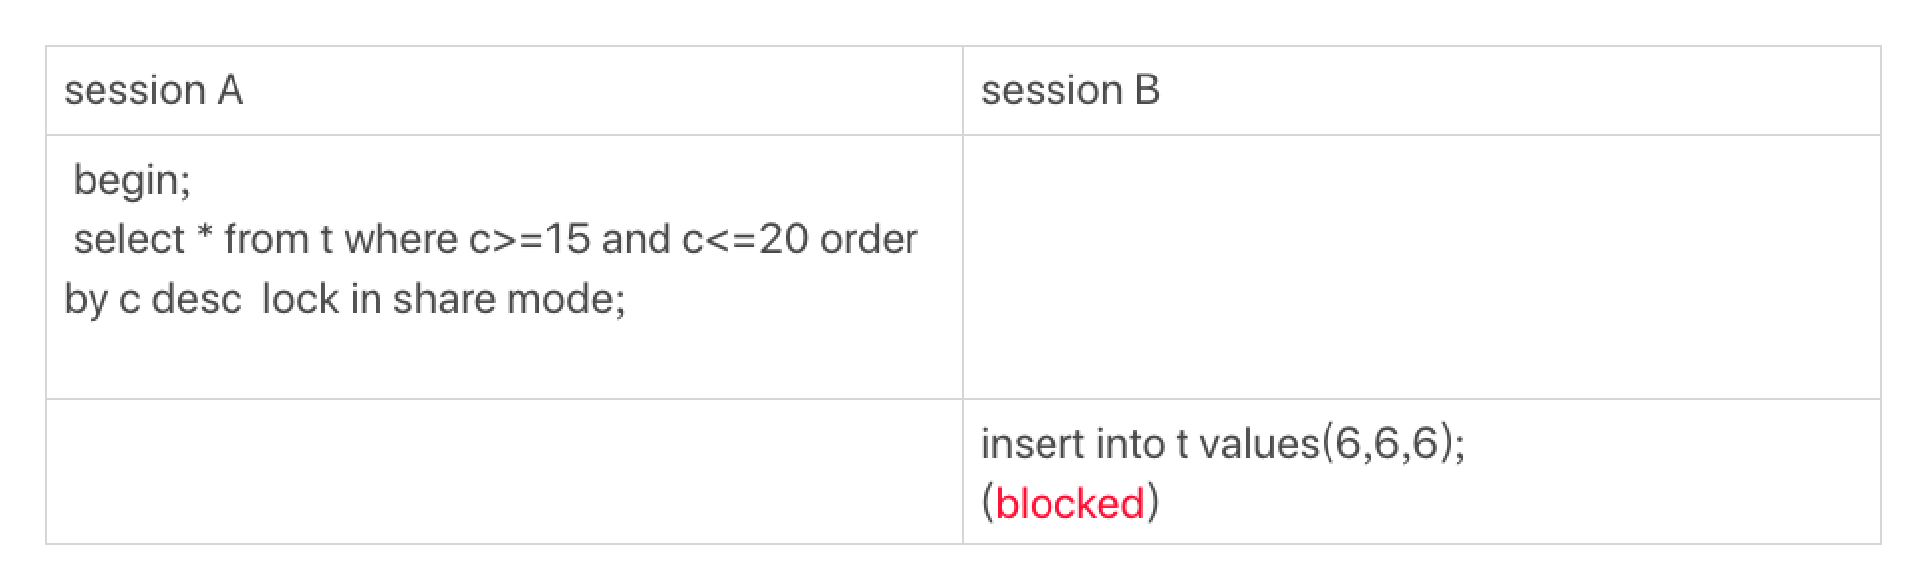 session A
session B
begin;
select * from t where c>=15 and c<=20 order
by c desc  lock in share mode;
insert into t values(6,6,6);
(blocked)